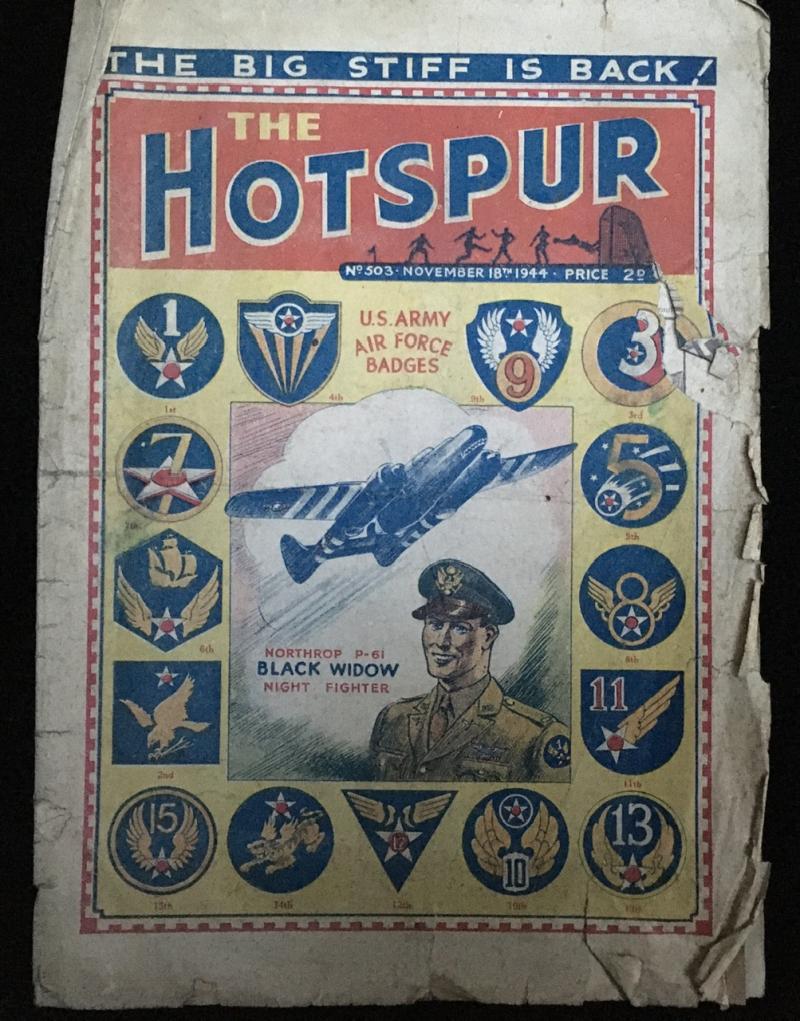 THE BIG STIFF IS BACK!
THE
HOTSPUR
Nº 503 · NOVEMBER 18TH 1944 · PRICE 2D
1
1st
4th
U.S. ARMY
AIR FORCE
BADGES
9
9th
3
3rd
7
7th
5
5th
6th
8
8th
NORTHROP P-61
BLACK WIDOW
NIGHT FIGHTER
2nd
11
11th
15
15th
14th
12
12th
10
10th
13
13th